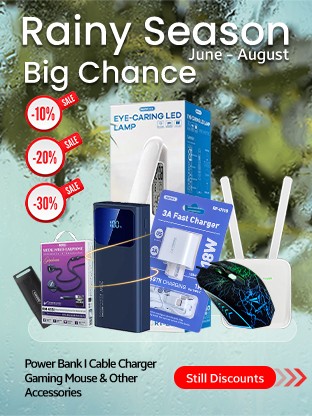 Rainy Season
June - August
Big Chance
-10% SALE
-20% SALE
-30% SALE
EYE-CARING LED
LAMP
3A Fast Charger
18W
Power Bank I Cable Charger
Gaming Mouse & Other
Accessories
Still Discounts